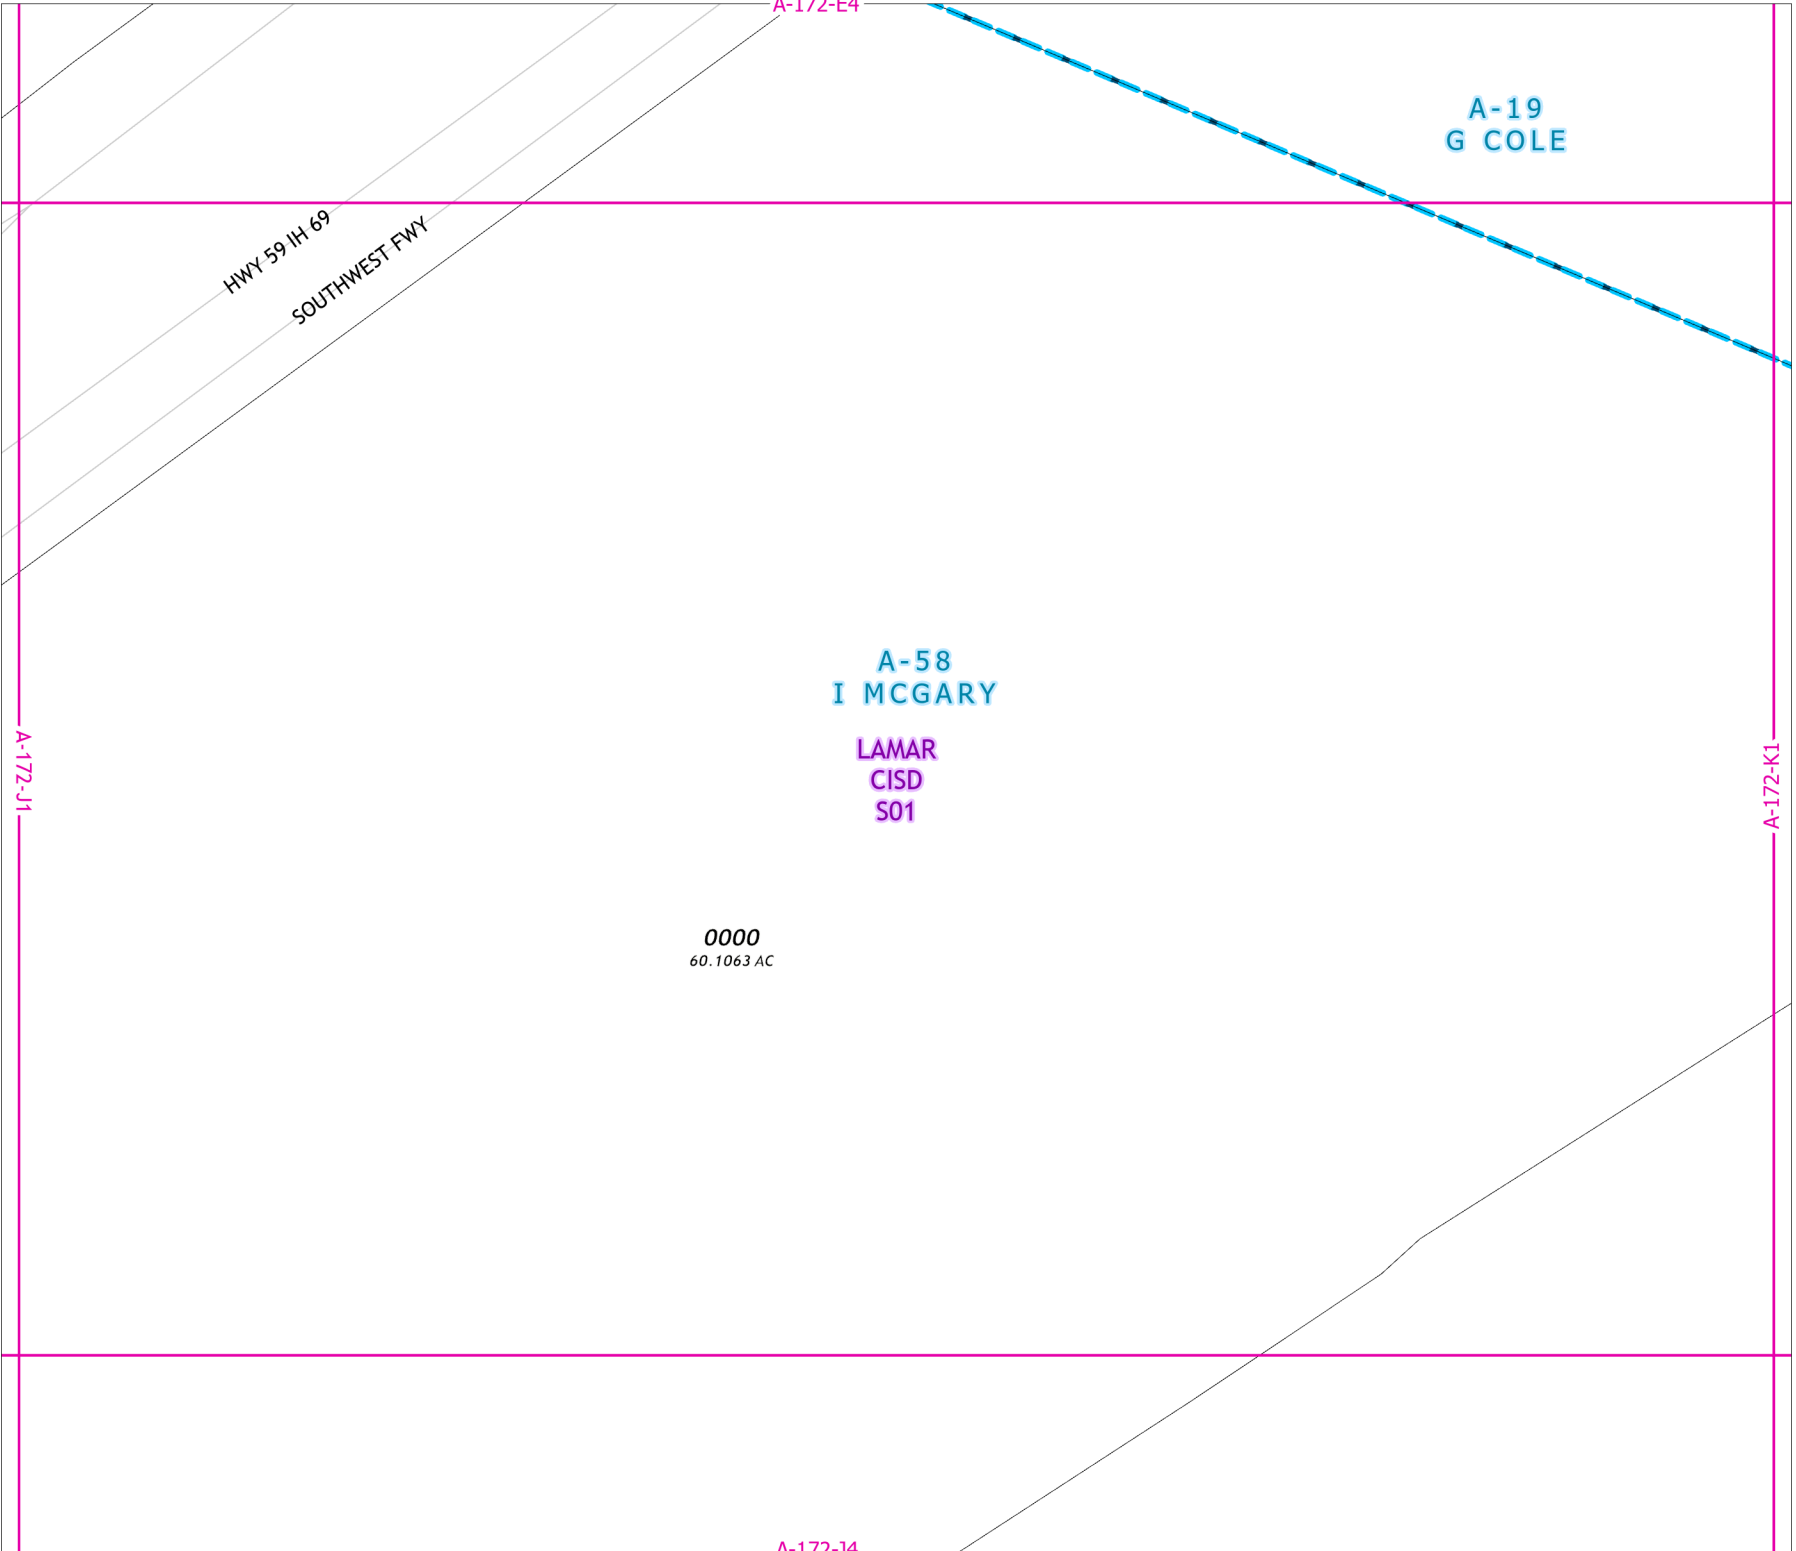 A-172-E4
A-19
G COLE
HWY 59 IH 69
SOUTHWEST FWY
A-58
I MCGARY
LAMAR
CISD
S01
A-172-J1
A-172-K1
0000
60.1063 AC
A-172-J4